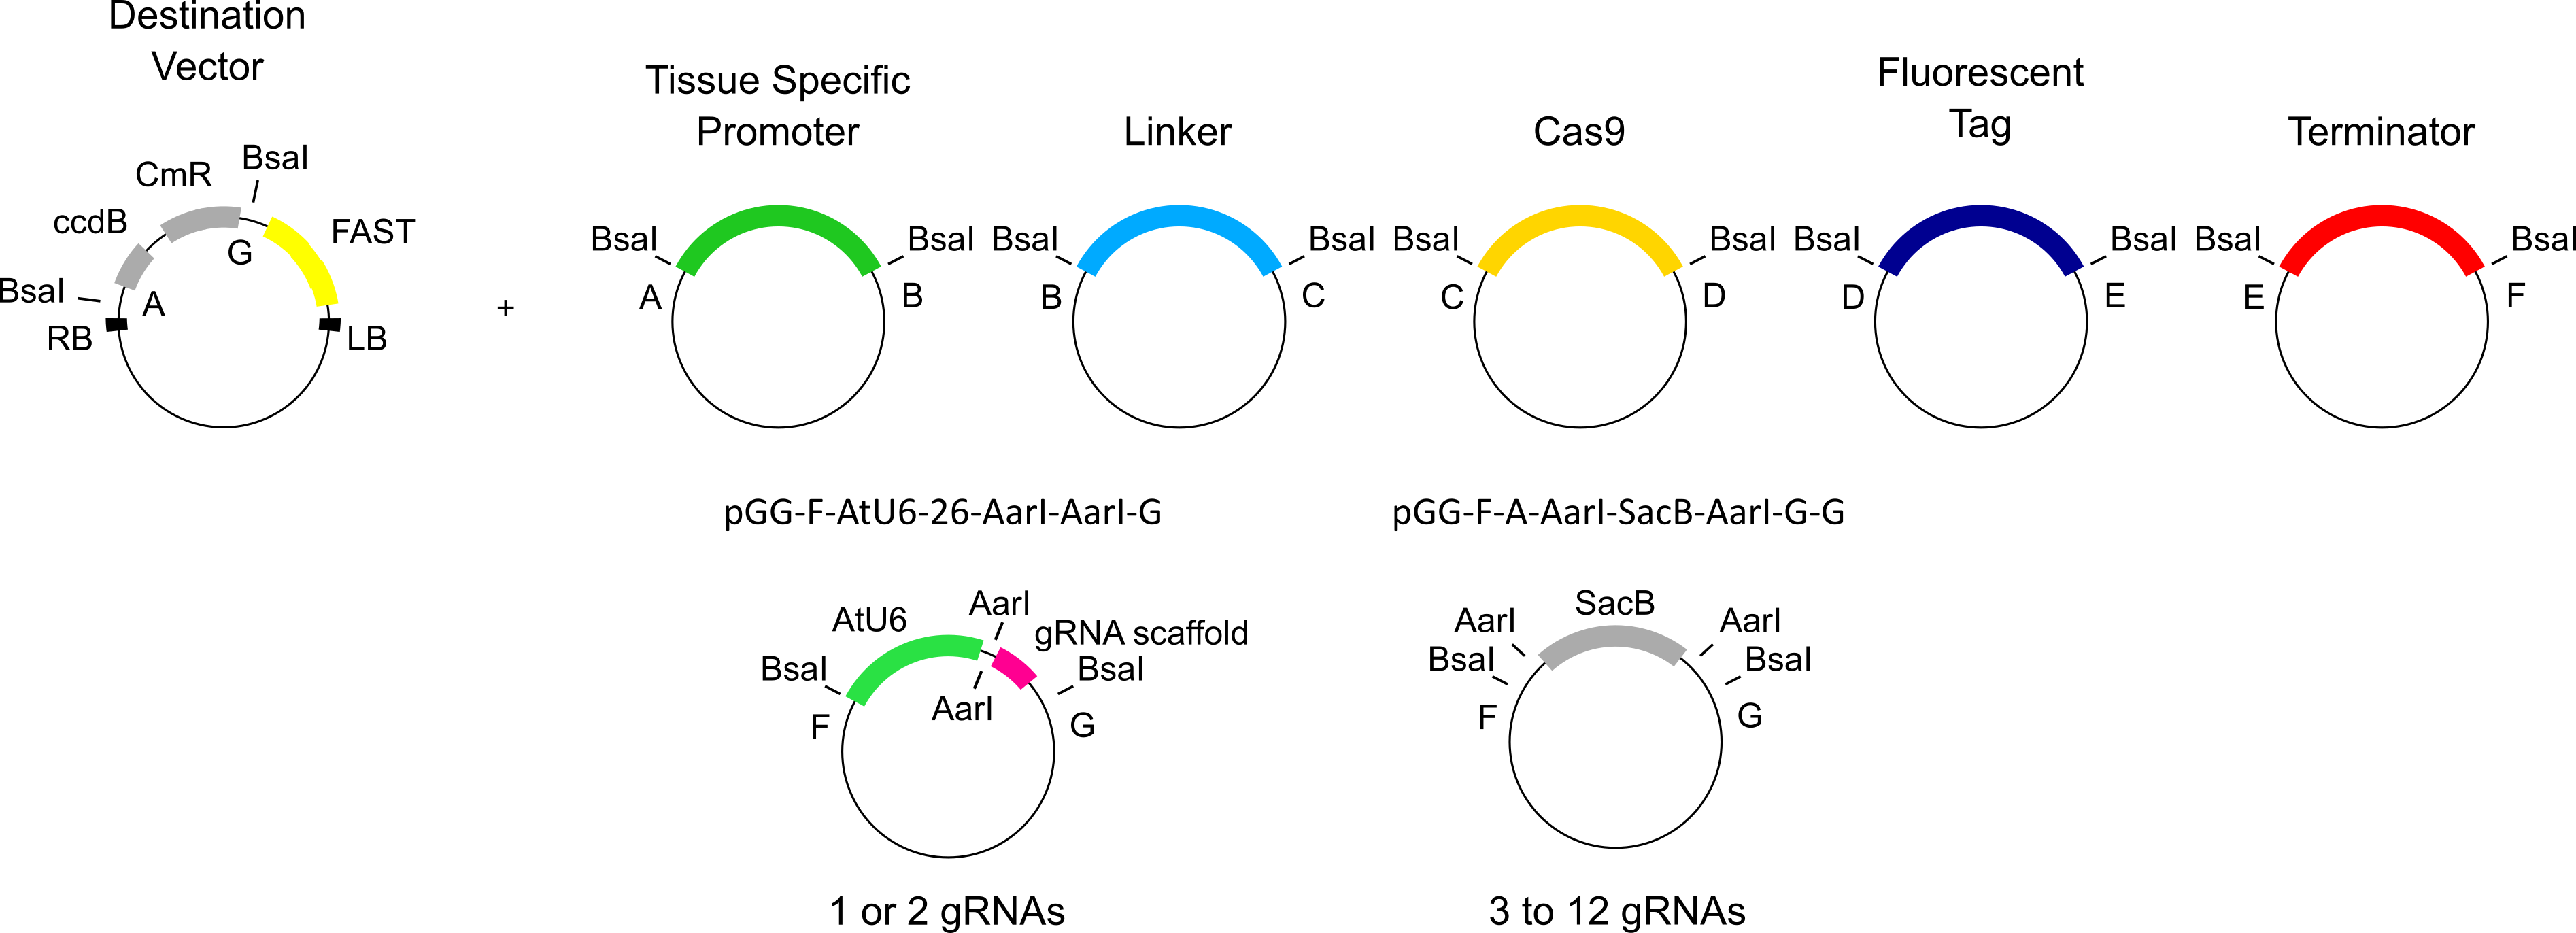 Destination
Vector
Tissue Specific
Promoter
Linker
Cas9
Fluorescent
Tag
Terminator
BsaI
CmR
ccdB
FAST
G
BsaI
A
RB
LB
+
BsaI
BsaI
A
B
BsaI
BsaI
B
C
BsaI
BsaI
C
D
BsaI
BsaI
D
E
BsaI
BsaI
E
F
pGG-F-AtU6-26-AarI-AarI-G
pGG-F-A-AarI-SacB-AarI-G-G
AtU6
AarI
gRNA scaffold
BsaI
BsaI
AarI
F
G
1 or 2 gRNAs
SacB
AarI
AarI
BsaI
BsaI
F
G
3 to 12 gRNAs